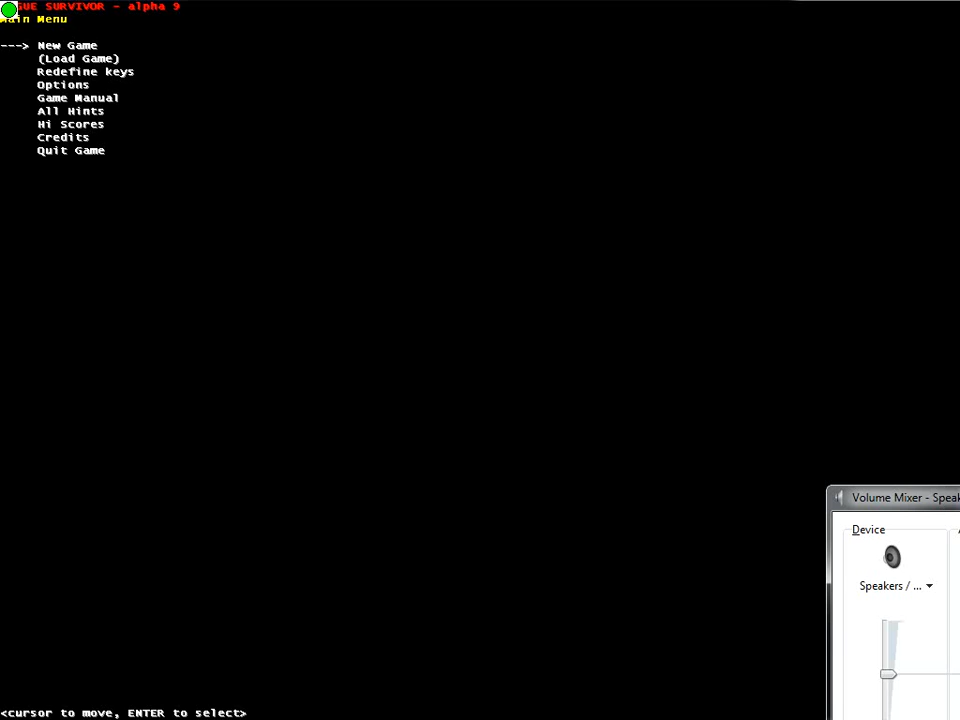 GUE SURVIVOR - alpha 9
Main Menu
---> New Game
(Load Game)
Redefine keys
Options
Game Manual
All Hints
Hi Scores
Credits
Quit Game
Volume Mixer - Speak
Device
Speakers / ...
<cursor to move, ENTER to select>